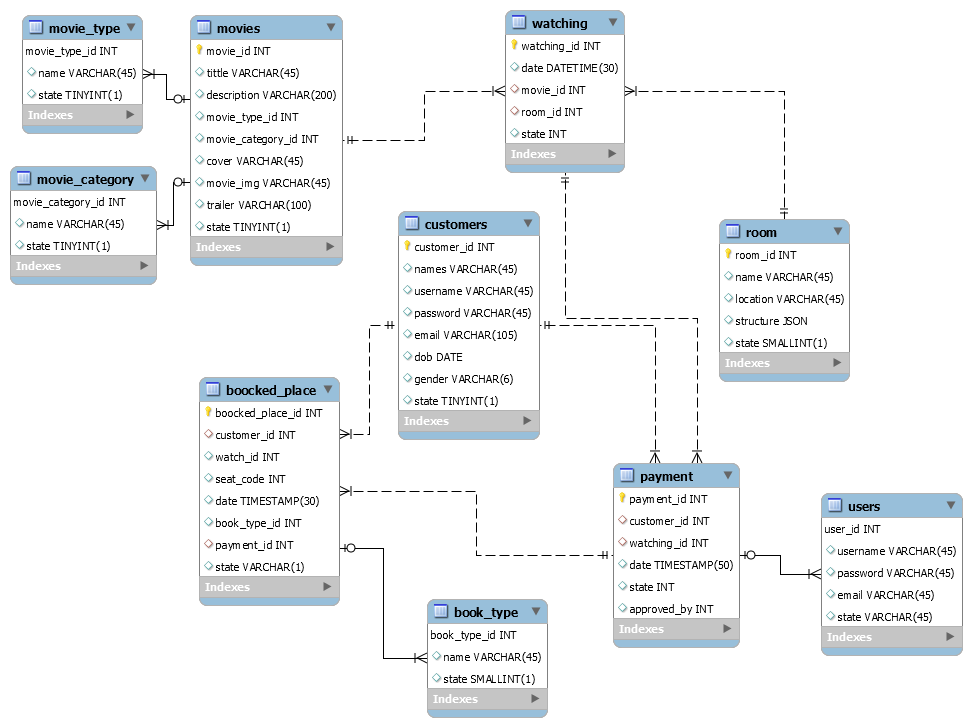 movie_type
movie_type_id INT
name VARCHAR(45)
state TINYINT(1)
Indexes
movies
movie_id INT
tittle VARCHAR(45)
description VARCHAR(200)
movie_type_id INT
movie_category_id INT
cover VARCHAR(45)
movie_img VARCHAR(45)
trailer VARCHAR(100)
state TINYINT(1)
Indexes
watching
watching_id INT
date DATETIME(30)
movie_id INT
room_id INT
state INT
Indexes
movie_category
movie_category_id INT
name VARCHAR(45)
state TINYINT(1)
Indexes
customers
customer_id INT
names VARCHAR(45)
username VARCHAR(45)
password VARCHAR(45)
email VARCHAR(105)
dob DATE
gender VARCHAR(6)
state TINYINT(1)
Indexes
room
room_id INT
name VARCHAR(45)
location VARCHAR(45)
structure JSON
state SMALLINT(1)
Indexes
boocked_place
boocked_place_id INT
customer_id INT
watch_id INT
seat_code INT
date TIMESTAMP(30)
book_type_id INT
payment_id INT
state VARCHAR(1)
Indexes
payment
payment_id INT
customer_id INT
watching_id INT
date TIMESTAMP(50)
state INT
approved_by INT
Indexes
users
user_id INT
username VARCHAR(45)
password VARCHAR(45)
email VARCHAR(45)
state VARCHAR(45)
Indexes
book_type
book_type_id INT
name VARCHAR(45)
state SMALLINT(1)
Indexes